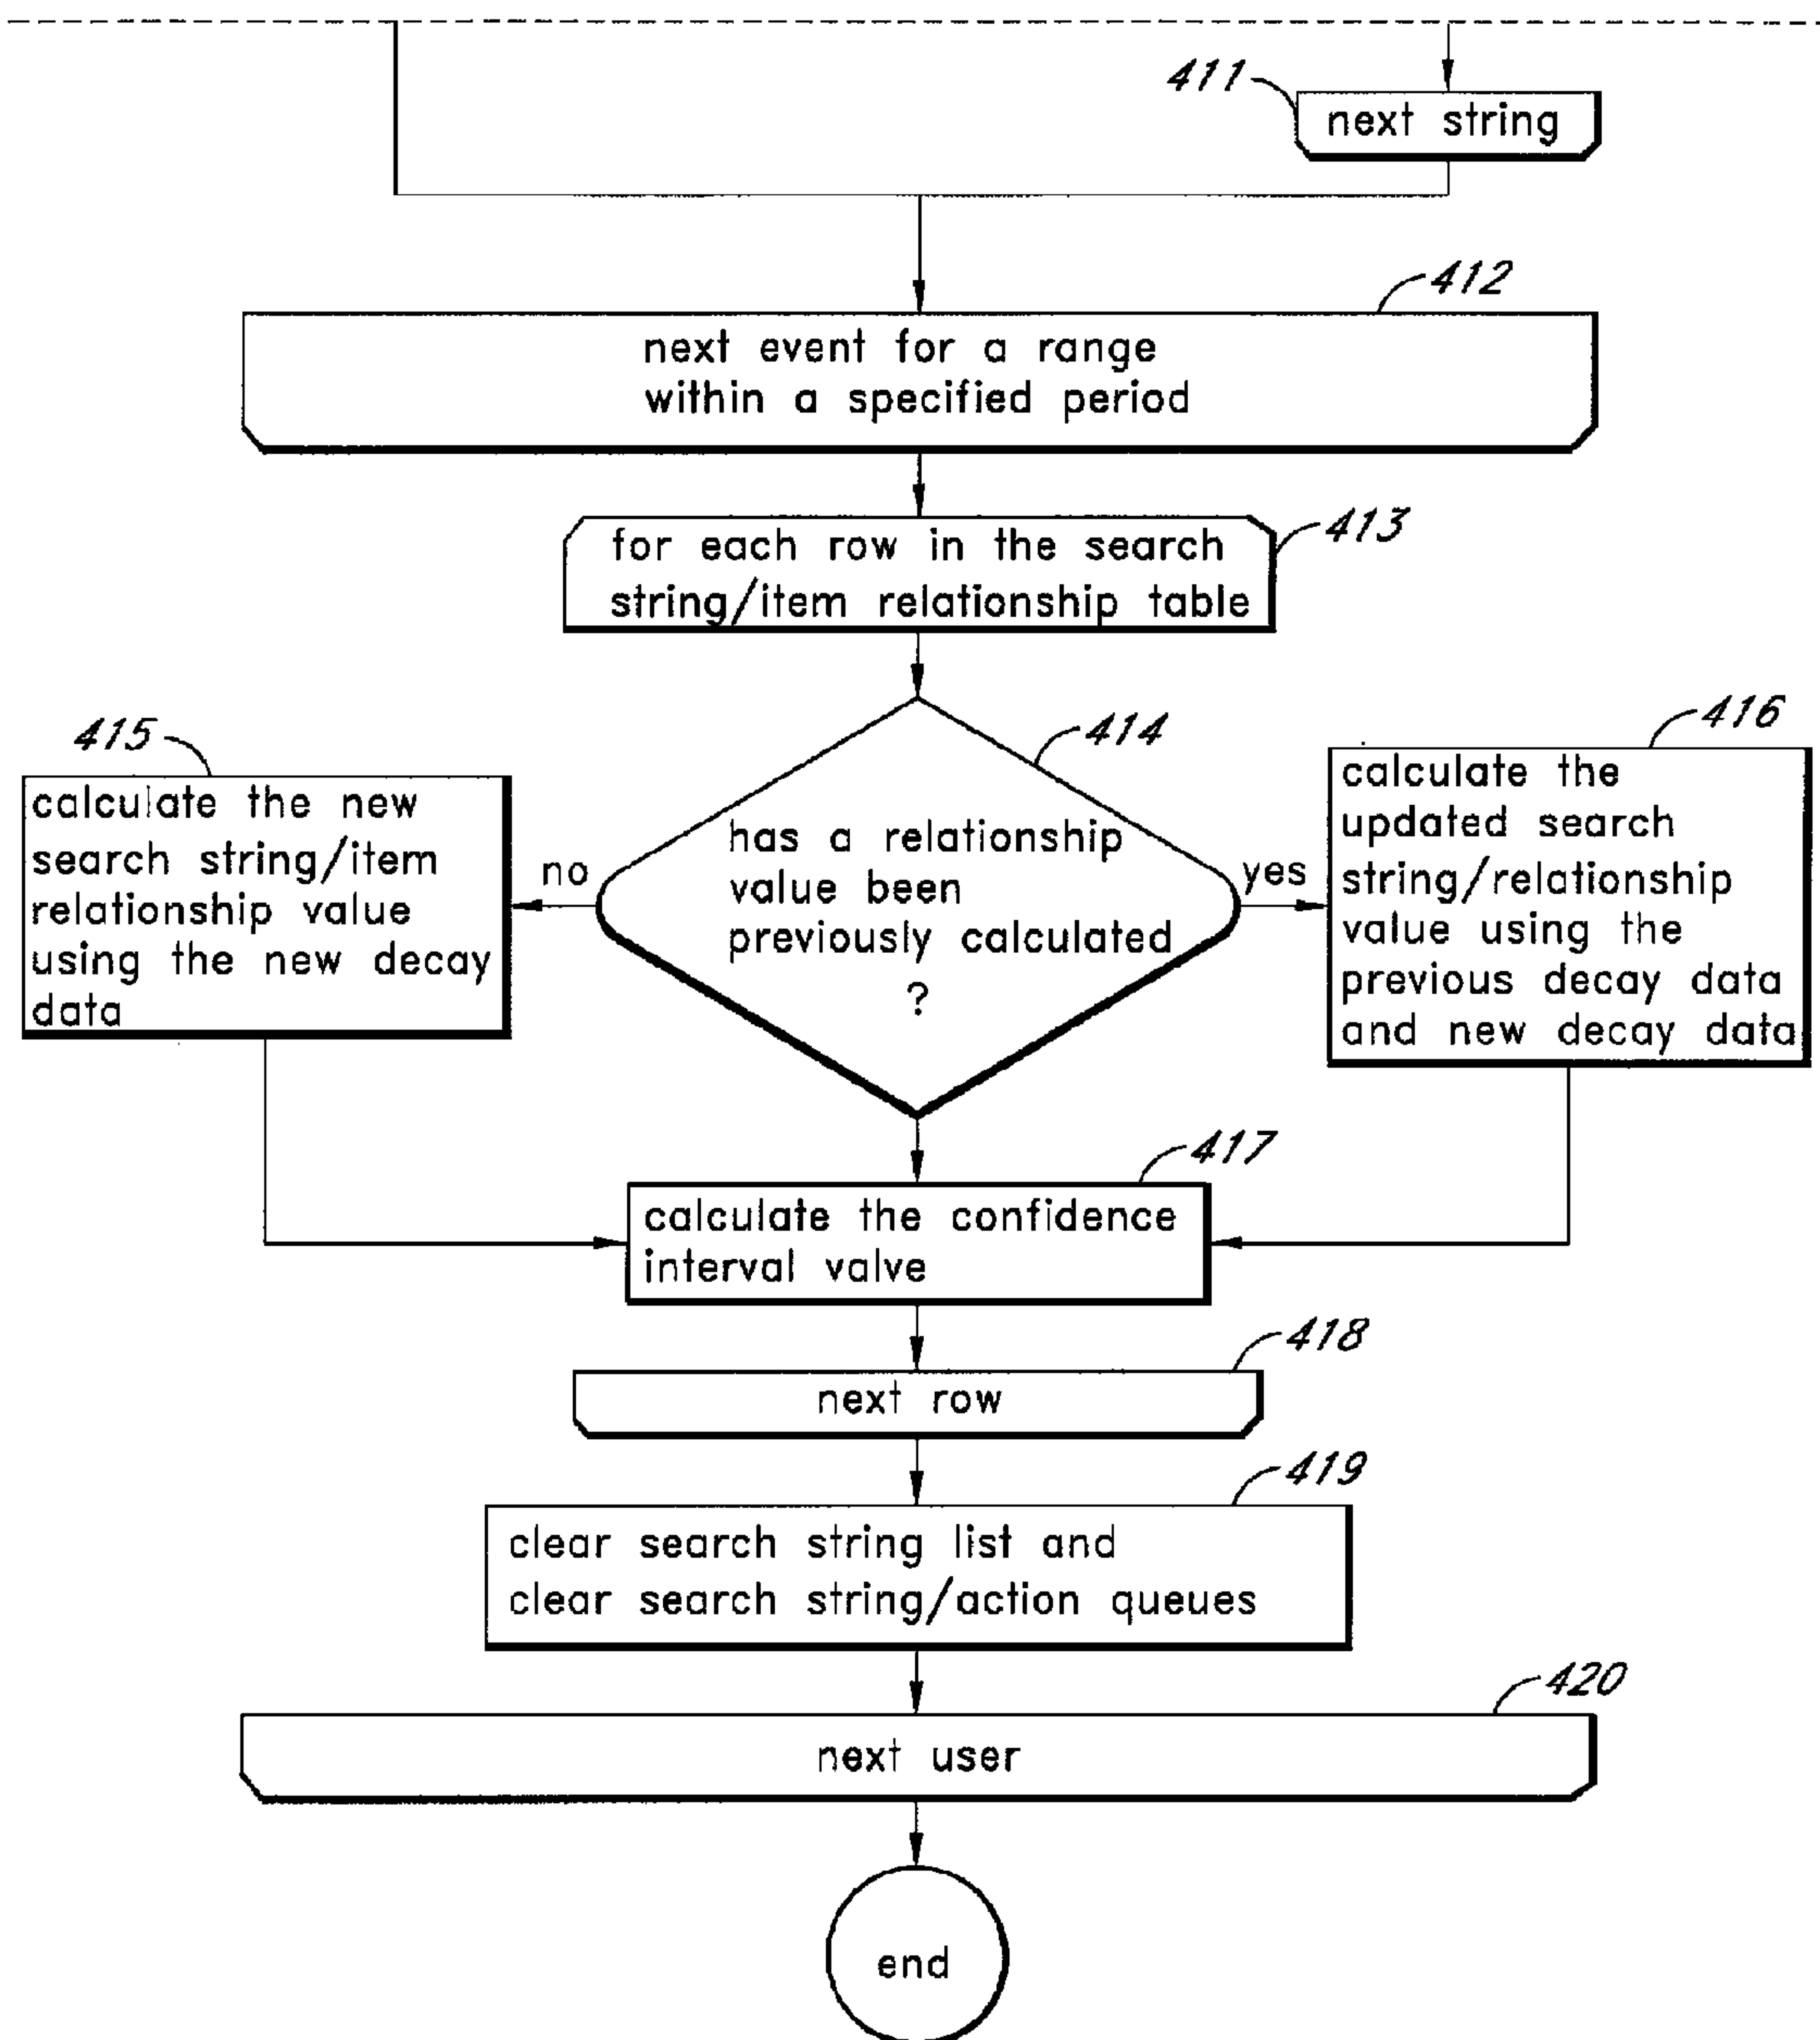 411
next string
412
next event for a range
within a specified period
413
for each row in the search
string/item relationship table
414
has a relationship
value been
previously calculated
?
no
yes
415
calculate the new
search string/item
relationship value
using the new decay
data
416
calculate the
updated search
string/relationship
value using the
previous decay data
and new decay data
417
calculate the confidence
interval valve
418
next row
419
clear search string list and
clear search string/action queues
420
next user
end